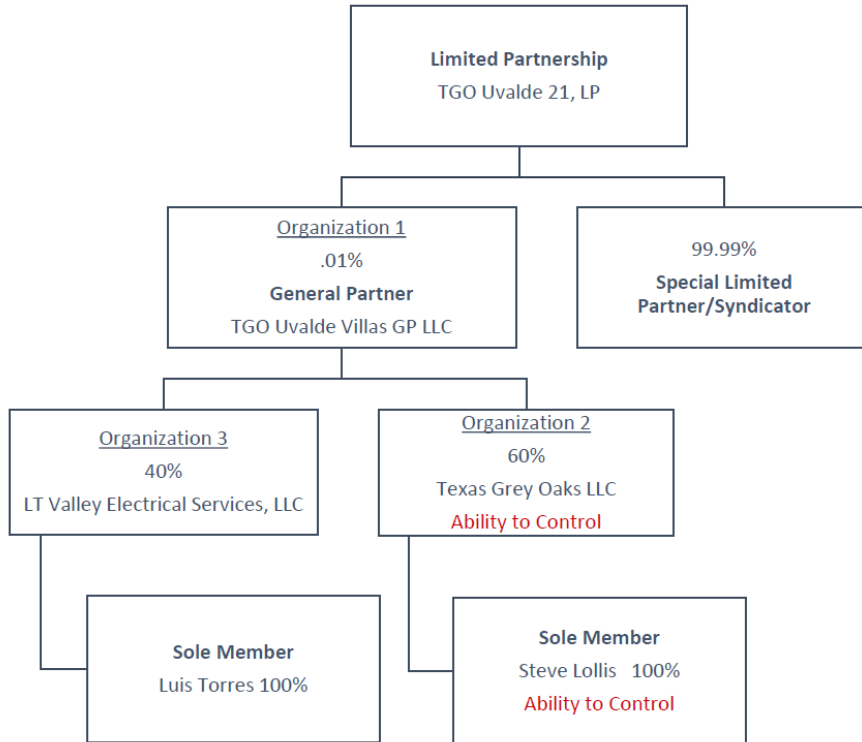 Limited Partnership
TGO Uvalde 21, LP
Organization 1
.01%
General Partner
TGO Uvalde Villas GP LLC
99.99%
Special Limited
Partner/Syndicator
Organization 3
40%
LT Valley Electrical Services, LLC
Organization 2
60%
Texas Grey Oaks LLC
Ability to Control
Sole Member
Luis Torres 100%
Sole Member
Steve Lollis 100%
Ability to Control